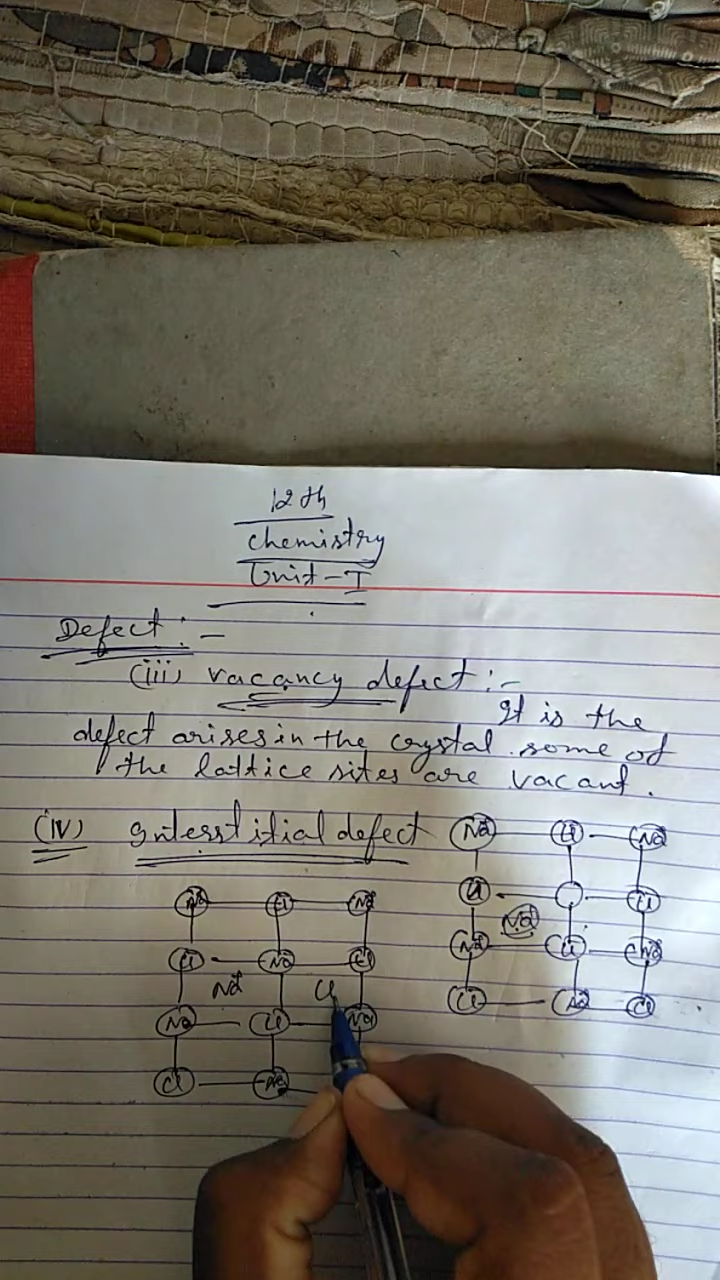 12th
Chemistry
Unit-I
Defect:-
(iii) vacancy defect:-
It is the
defect arises in the crystal some of
the lattice sites are vacant.
(iv) Interstitial defect
Na Cl Na
Cl Cl
Na
Na Cl Na
Cl Na Cl
Na Cl Na
Cl Na Cl
Na Cl
Na Cl Na
Cl Na